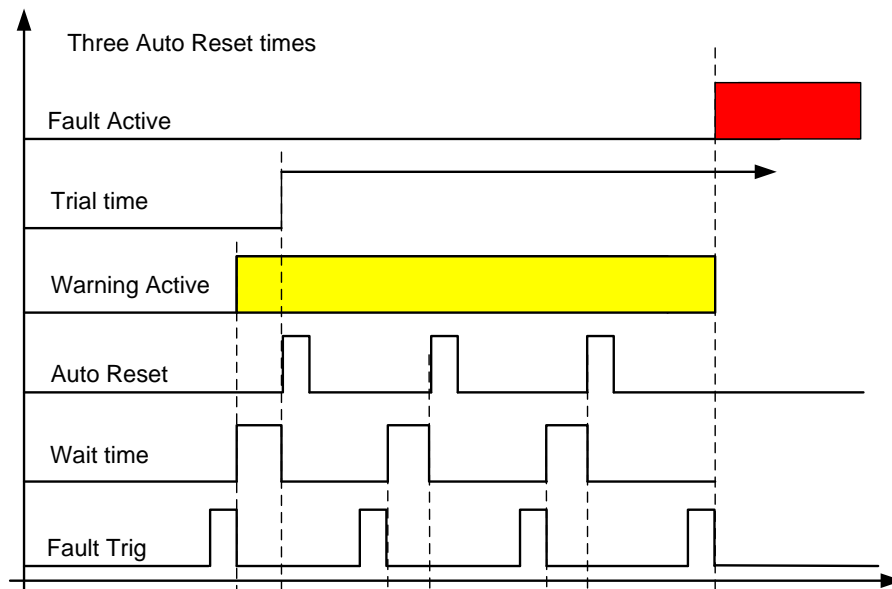 Three Auto Reset times
Fault Active
Trial time
Warning Active
Auto Reset
Wait time
Fault Trig